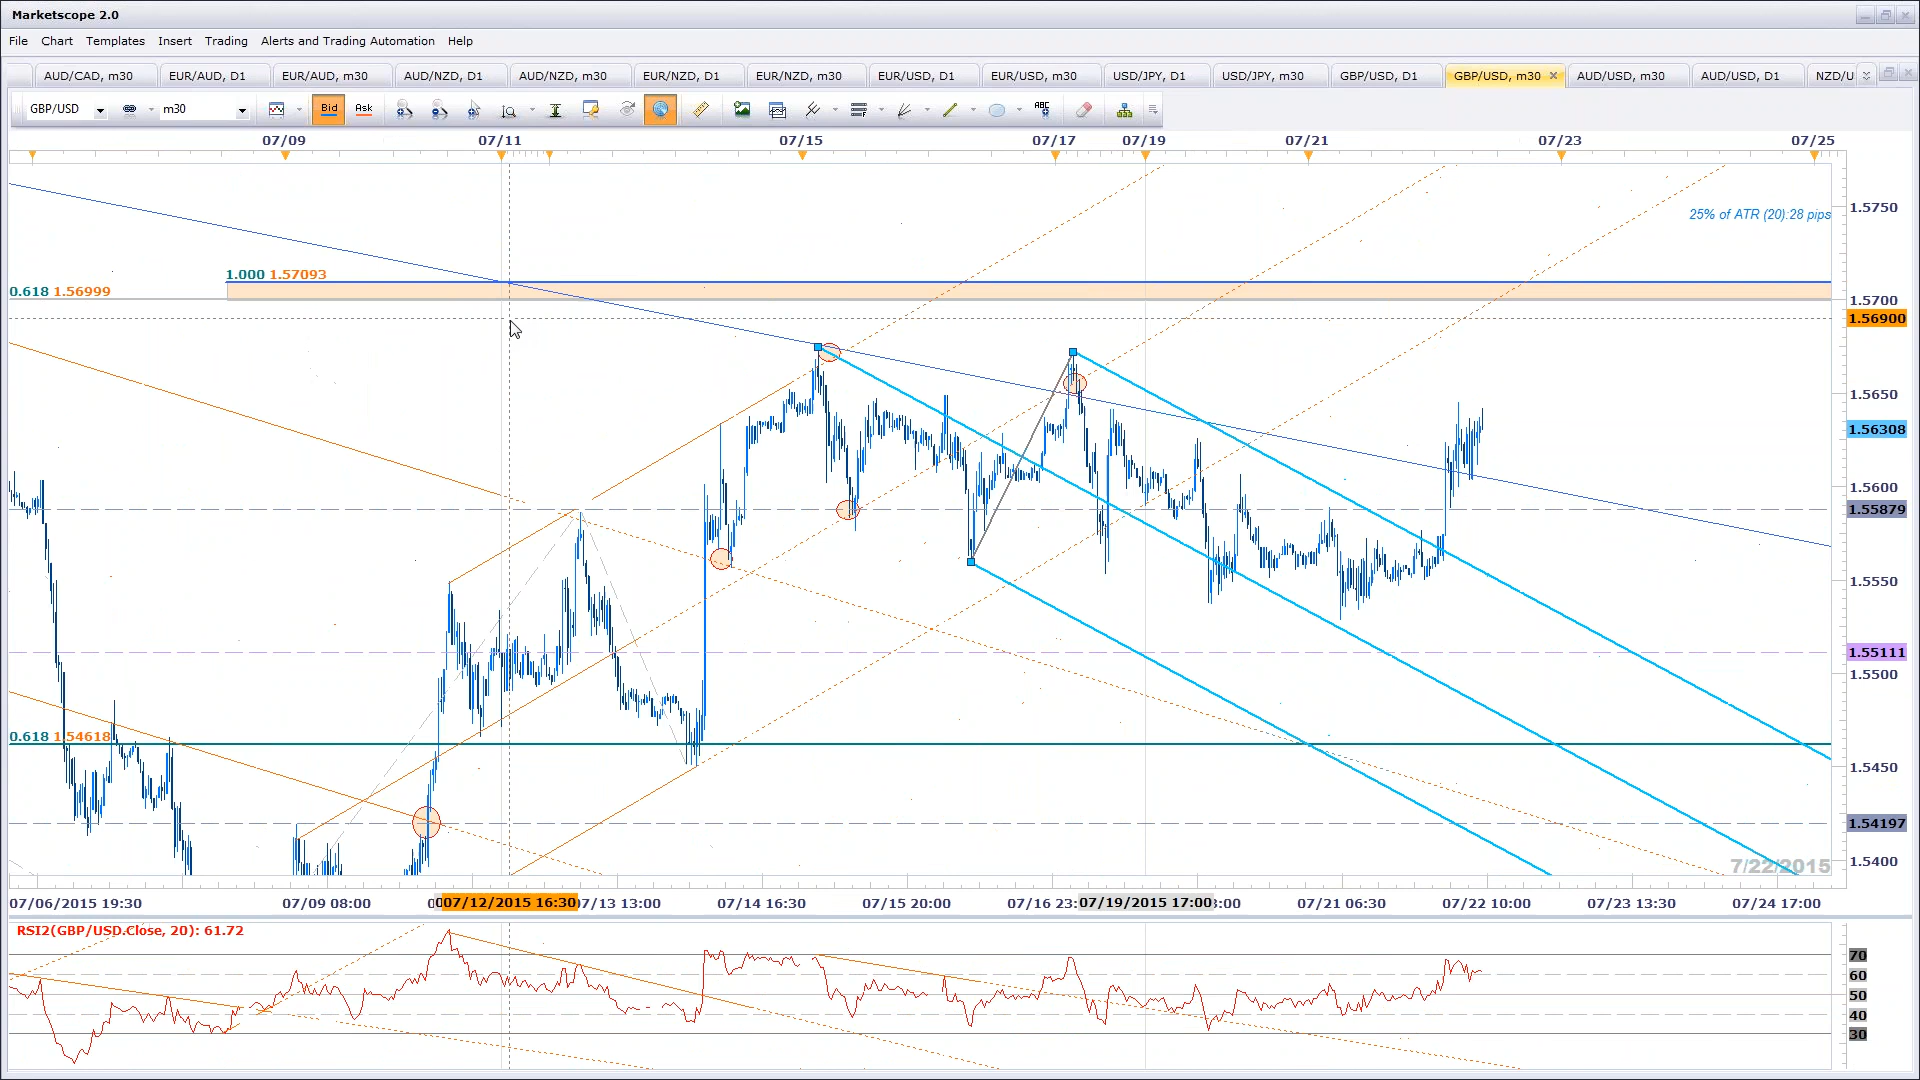 Marketscope 2.0
File Chart Templates Insert Trading Alerts and Trading Automation Help
AUD/CAD, m30 EUR/AUD, D1 EUR/AUD, m30 AUD/NZD, D1 AUD/NZD, m30 EUR/NZD, D1 EUR/NZD, m30 EUR/USD, D1 EUR/USD, m30 USD/JPY, D1 USD/JPY, m30 GBP/USD, D1 GBP/USD, m30 AUD/USD, m30 AUD/USD, D1 NZD/U
GBP/USD m30 Bid Ask ABC
07/09 07/11 07/15 07/17 07/19 07/21 07/23 07/25
1.5750
25% of ATR (20):28 pips
1.000 1.57093
0.618 1.56999
1.5700
1.56900
1.5650
1.56308
1.5600
1.55879
1.5550
1.55111
1.5500
0.618 1.54618
1.5450
1.54197
1.5400
7/22/2015
07/06/2015 19:30 07/09 08:00 07/12/2015 16:30 07/13 13:00 07/14 16:30 07/15 20:00 07/16 23: 07/19/2015 17:00 :00 07/21 06:30 07/22 10:00 07/23 13:30 07/24 17:00
RSI2(GBP/USD.Close, 20): 61.72
70
60
50
40
30